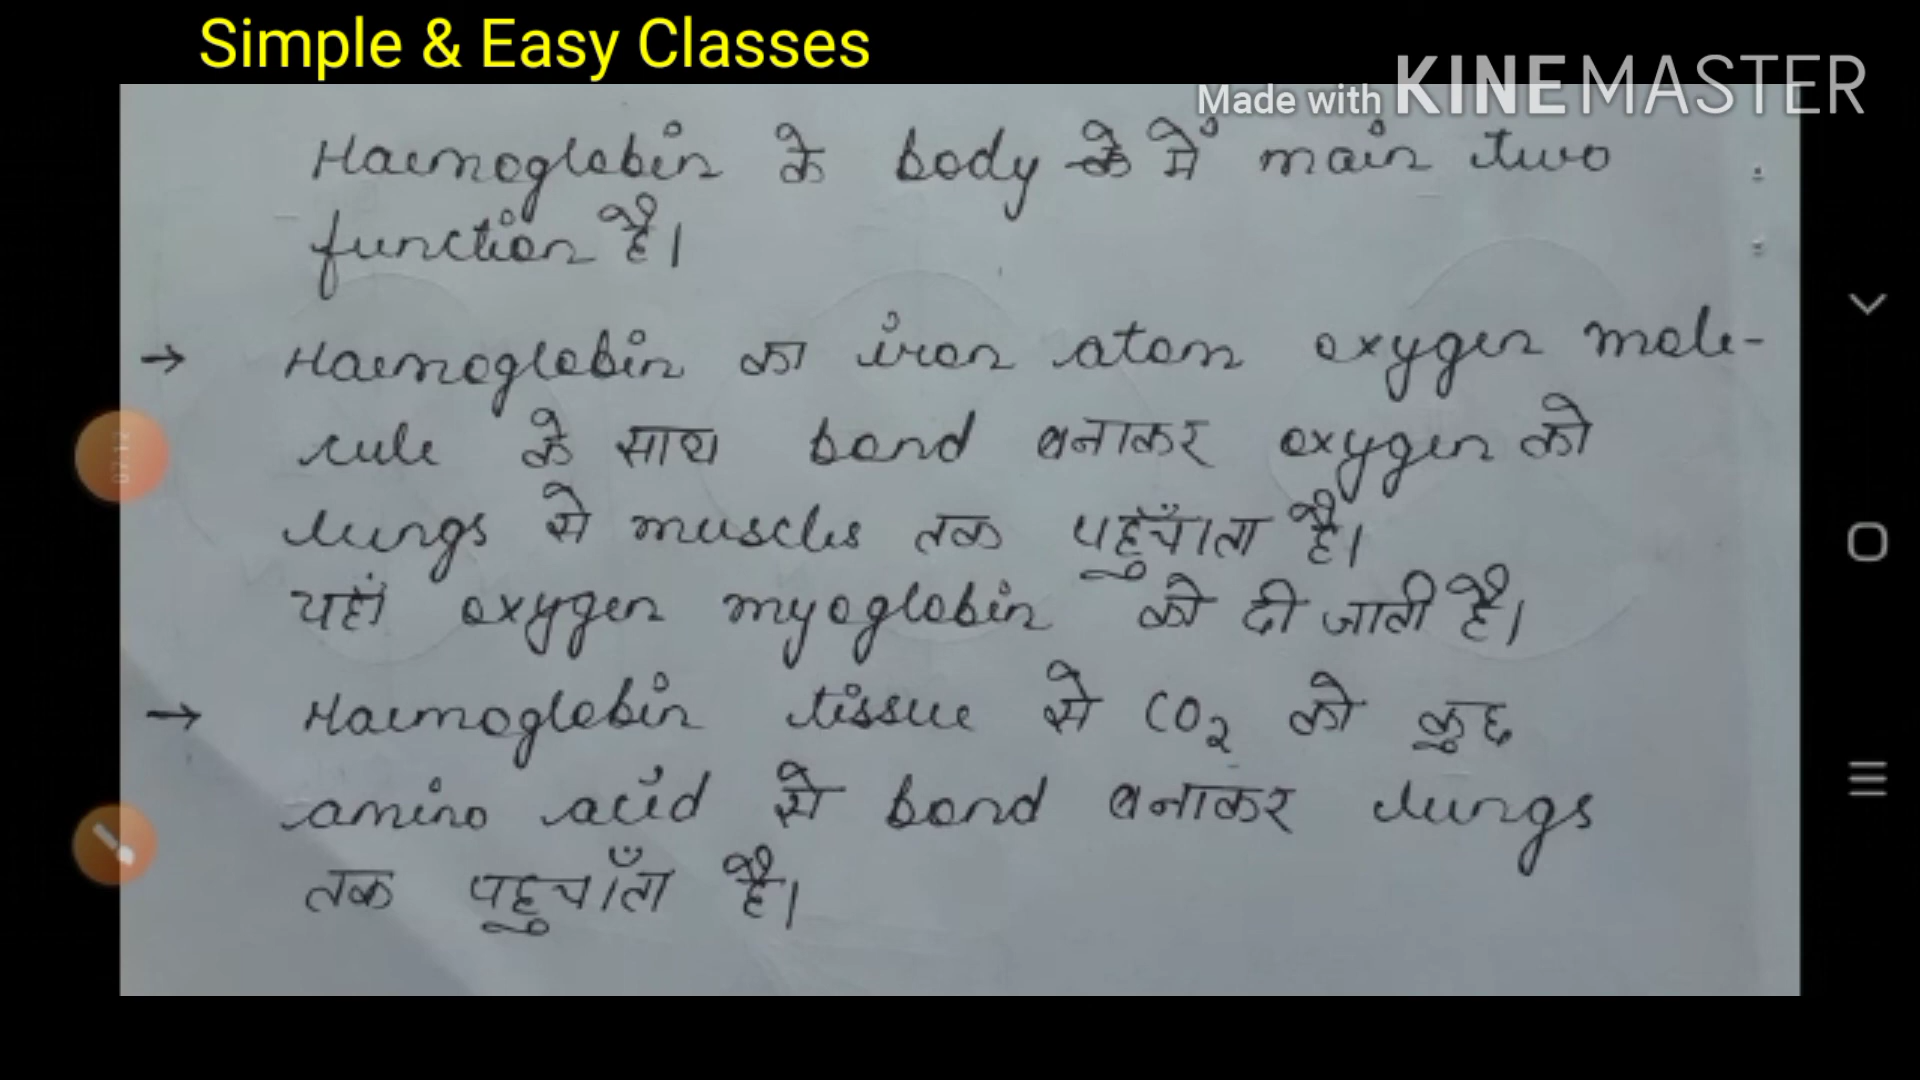 Simple & Easy Classes
Made with KINEMASTER
Haemoglobin के body के में main two
function है।
→ Haemoglobin का iron atom oxygen mole-
cule के साथ bond बनाकर oxygen को
lungs से muscles तक पहुँचाता है।
यहां oxygen myoglobin को दी जाती है।
→ Haemoglobin tissue से CO₂ को कुछ
amino acid से bond बनाकर lungs
तक पहुचाँता है।